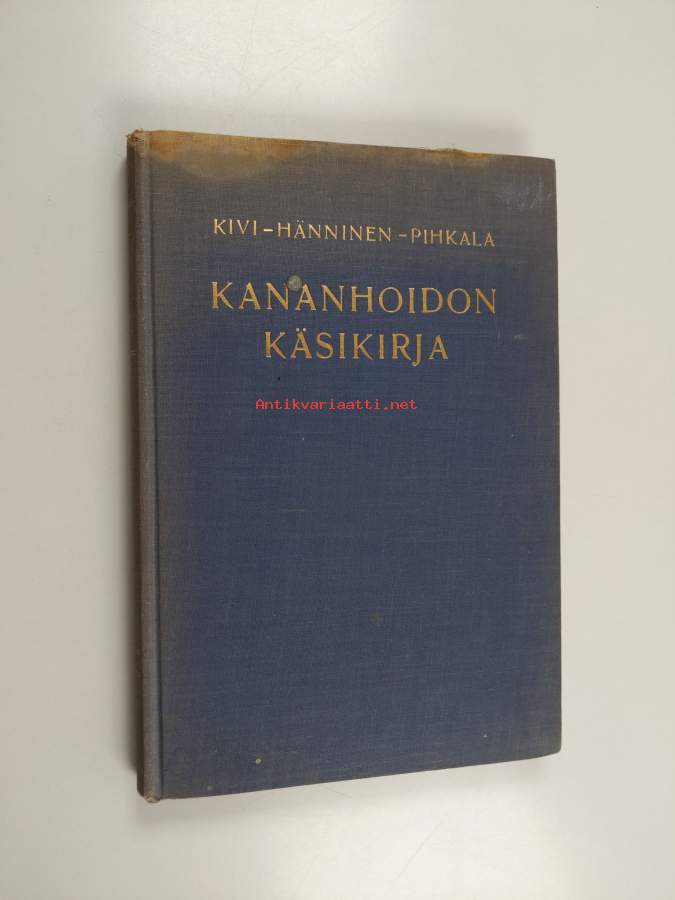 KIVI – HÄNNINEN – PIHKALA
KANANHOIDON
KÄSIKIRJA
Antikvariaatti.net